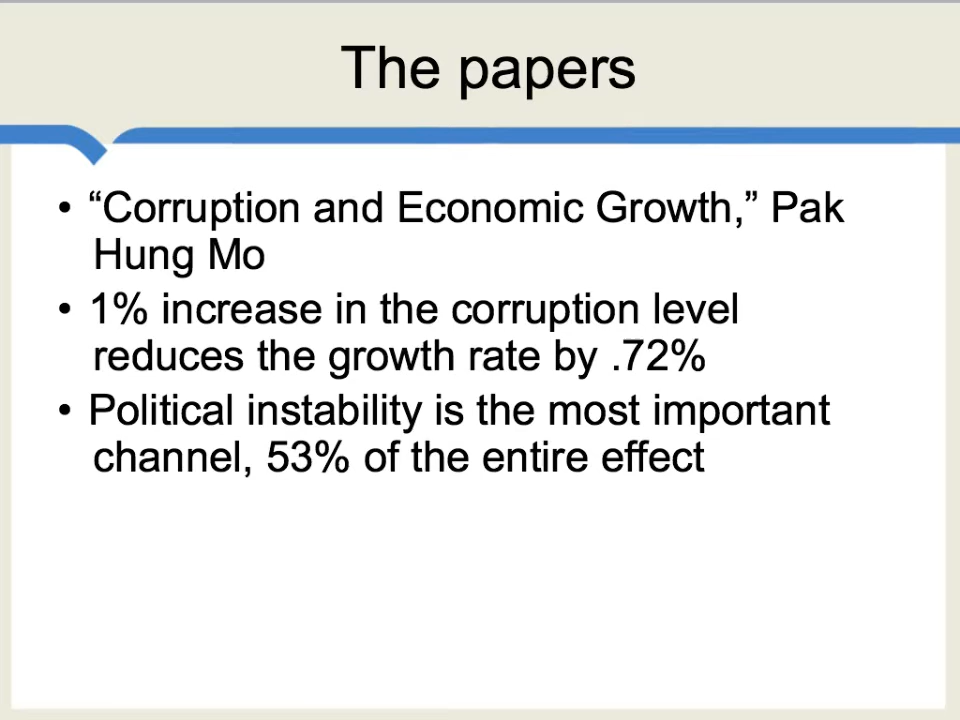 The papers
• “Corruption and Economic Growth,” Pak
Hung Mo
• 1% increase in the corruption level
reduces the growth rate by .72%
• Political instability is the most important
channel, 53% of the entire effect